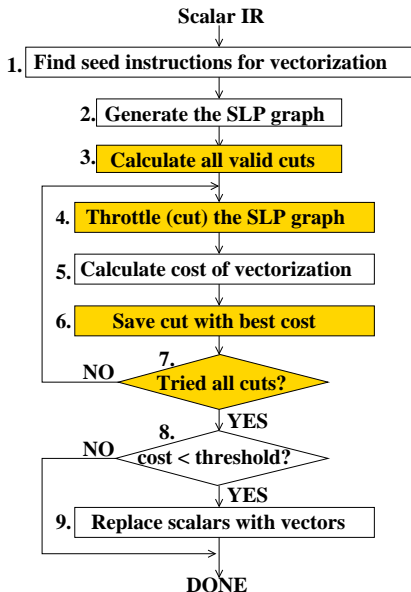 Scalar IR
1. Find seed instructions for vectorization
2. Generate the SLP graph
3. Calculate all valid cuts
4. Throttle (cut) the SLP graph
5. Calculate cost of vectorization
6. Save cut with best cost
7.
NO
Tried all cuts?
YES
8.
NO
cost < threshold?
YES
9. Replace scalars with vectors
DONE